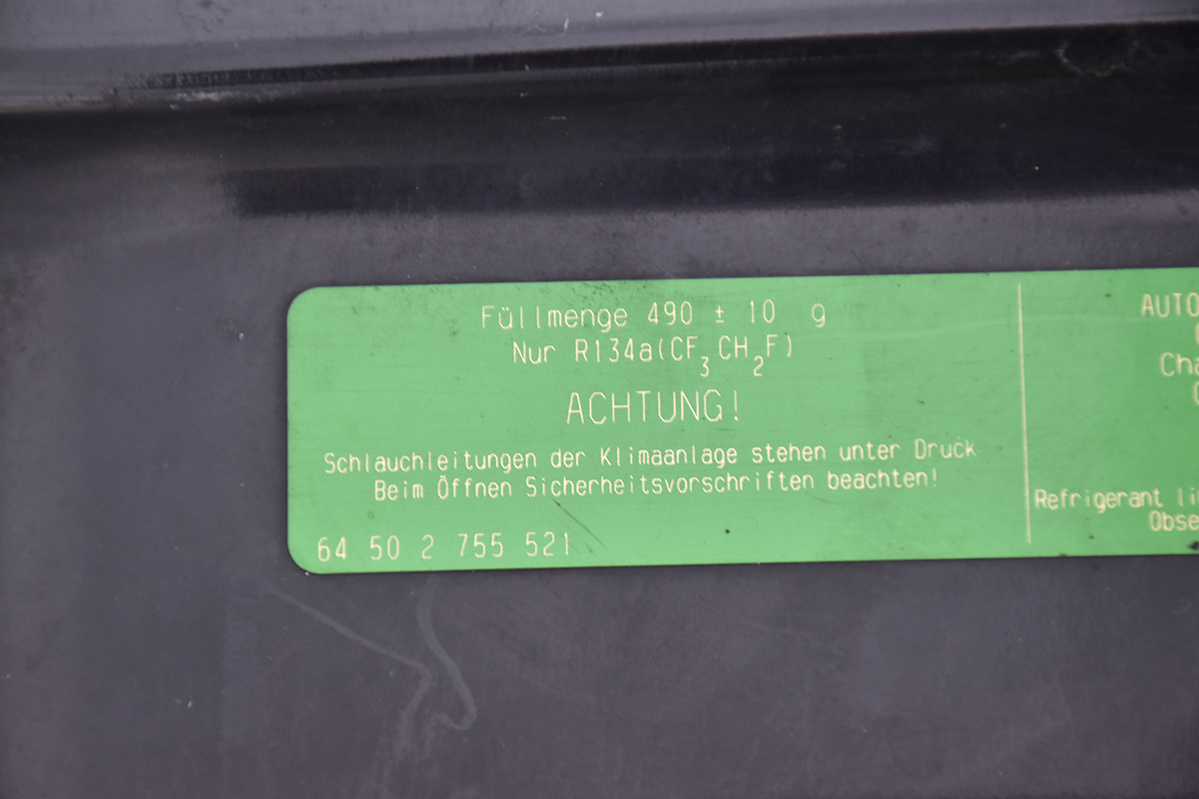 Füllmenge 490 ± 10 g
Nur R134a(CF₃CH₂F)
ACHTUNG!
Schlauchleitungen der Klimaanlage stehen unter Druck
Beim Öffnen Sicherheitsvorschriften beachten!
64 50 2 755 521
AUTO
Refrigerant li
Obse